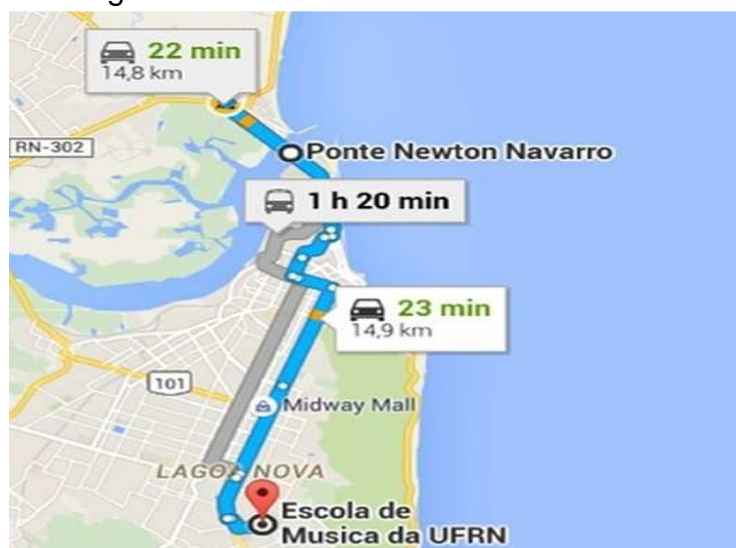 22 min
14,8 km
RN-302
Ponte Newton Navarro
1 h 20 min
23 min
14,9 km
101
Midway Mall
LAGOA NOVA
Escola de
Musica da UFRN